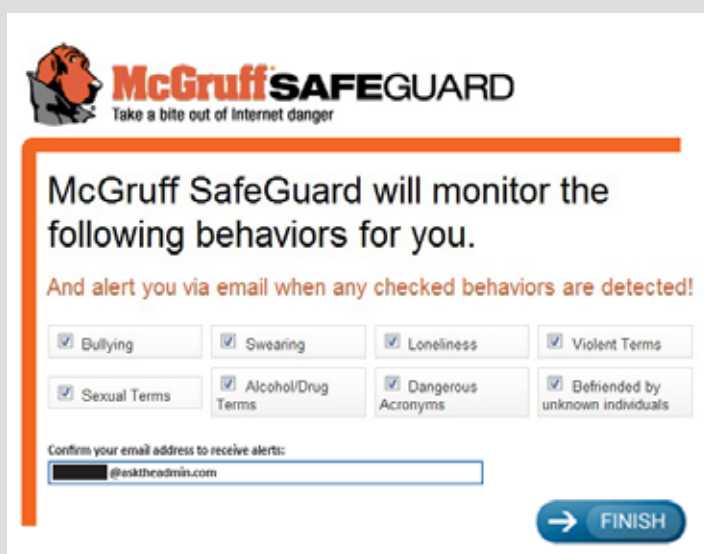 McGruff SAFEGUARD
Take a bite out of Internet danger
McGruff SafeGuard will monitor the
following behaviors for you.
And alert you via email when any checked behaviors are detected!
Bullying
Swearing
Loneliness
Violent Terms
Sexual Terms
Alcohol/Drug
Terms
Dangerous
Acronyms
Befriended by
unknown individuals
Confirm your email address to receive alerts:
@asktheadmin.com
FINISH